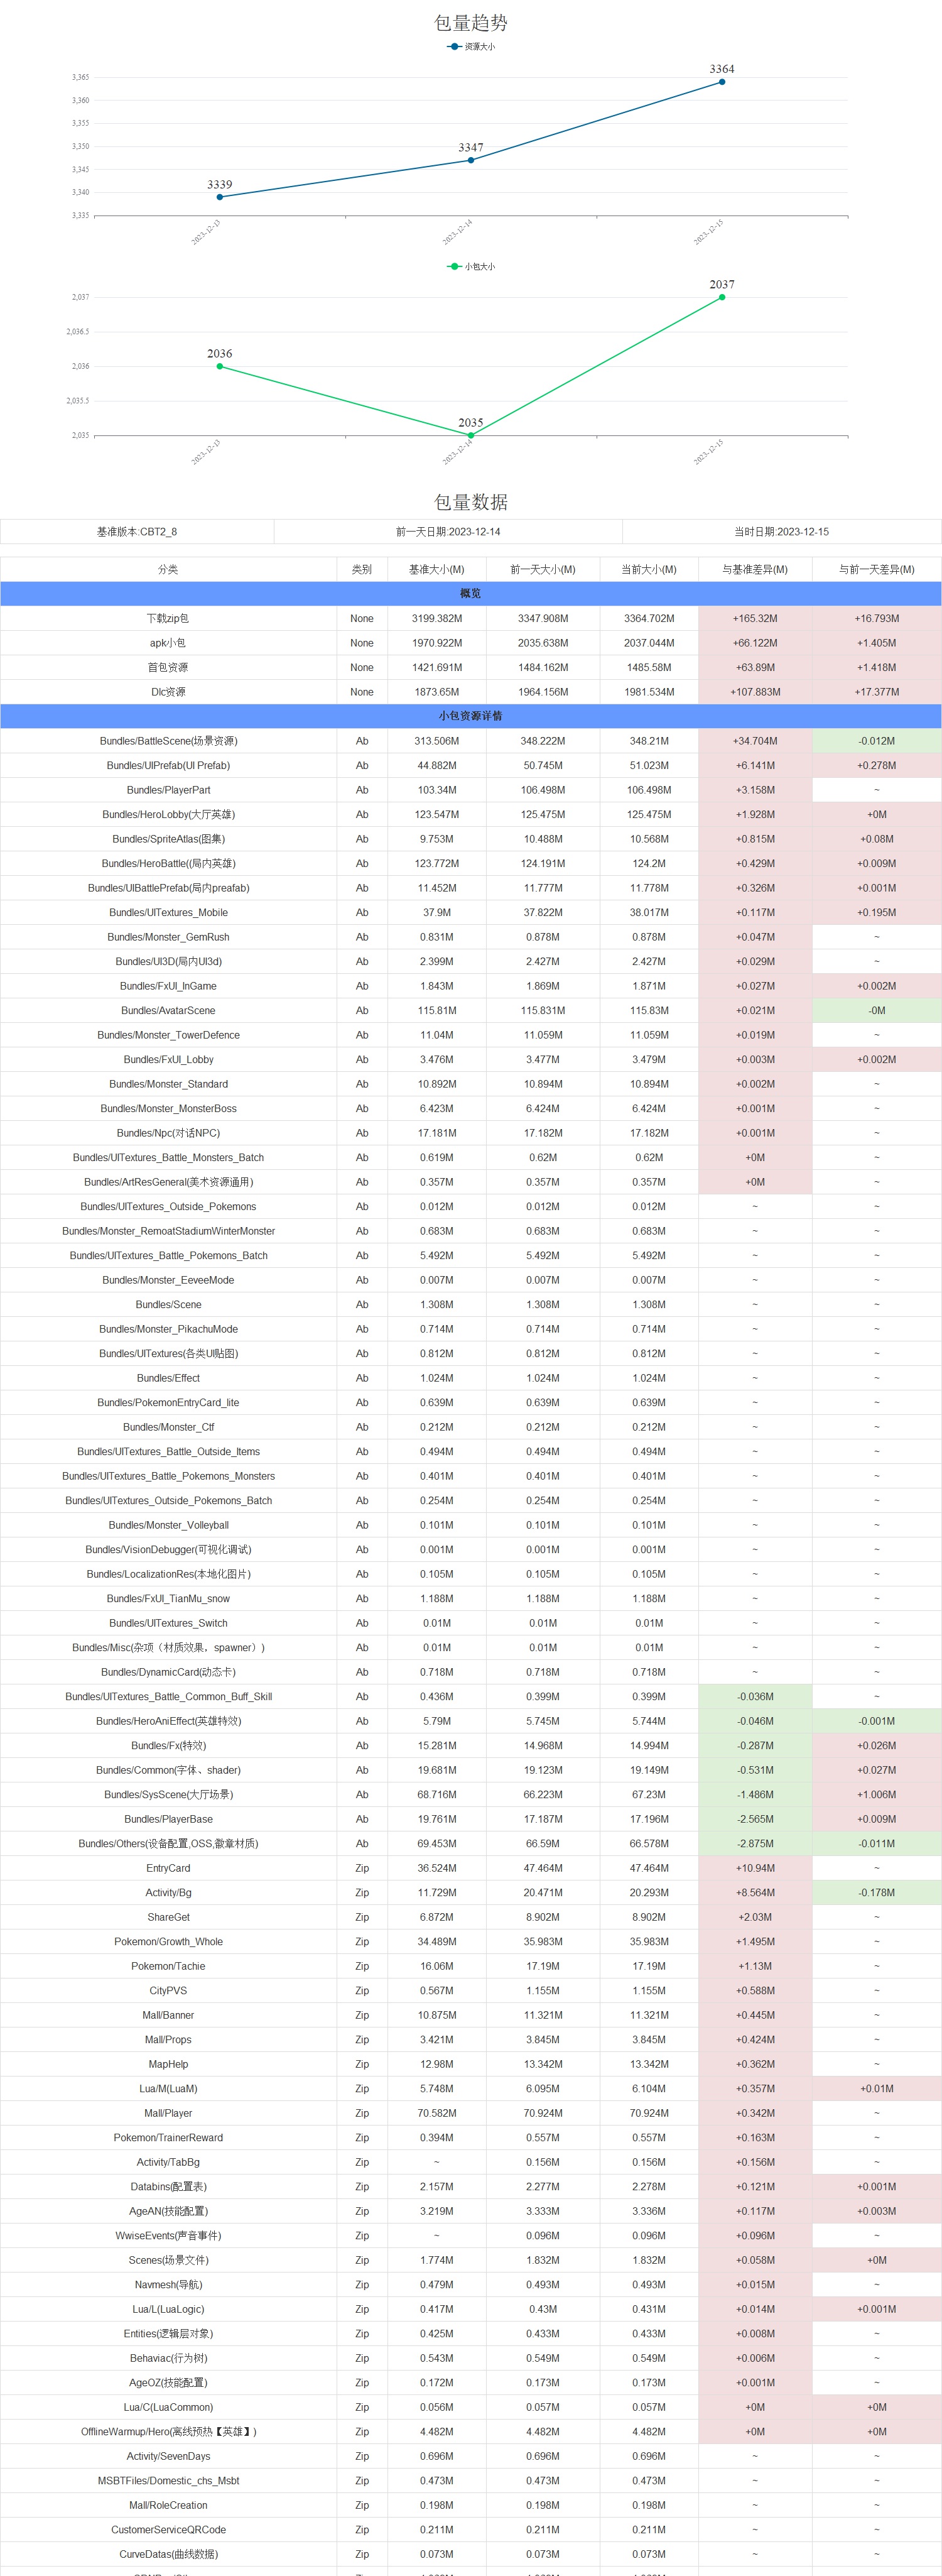 包量趋势
资源大小
3,365
3,360
3,355
3,350
3,345
3,340
3,335
3339
3347
3364
2023-12-13
2023-12-14
2023-12-15
小包大小
2,037
2,036.5
2,036
2,035.5
2,035
2036
2035
2037
2023-12-13
2023-12-14
2023-12-15
包量数据
基准版本:CBT2_8 前一天日期:2023-12-14 当时日期:2023-12-15
分类 类别 基准大小(M) 前一天大小(M) 当前大小(M) 与基准差异(M) 与前一天差异(M)
概览
下载zip包 None 3199.382M 3347.908M 3364.702M +165.32M +16.793M
apk小包 None 1970.922M 2035.638M 2037.044M +66.122M +1.405M
首包资源 None 1421.691M 1484.162M 1485.58M +63.89M +1.418M
Dlc资源 None 1873.65M 1964.156M 1981.534M +107.883M +17.377M
小包资源详情
Bundles/BattleScene(场景资源) Ab 313.506M 348.222M 348.21M +34.704M -0.012M
Bundles/UIPrefab(UI Prefab) Ab 44.882M 50.745M 51.023M +6.141M +0.278M
Bundles/PlayerPart Ab 103.34M 106.498M 106.498M +3.158M ~
Bundles/HeroLobby(大厅英雄) Ab 123.547M 125.475M 125.475M +1.928M +0M
Bundles/SpriteAtlas(图集) Ab 9.753M 10.488M 10.568M +0.815M +0.08M
Bundles/HeroBattle((局内英雄) Ab 123.772M 124.191M 124.2M +0.429M +0.009M
Bundles/UIBattlePrefab(局内preafab) Ab 11.452M 11.777M 11.778M +0.326M +0.001M
Bundles/UITextures_Mobile Ab 37.9M 37.822M 38.017M +0.117M +0.195M
Bundles/Monster_GemRush Ab 0.831M 0.878M 0.878M +0.047M ~
Bundles/UI3D(局内UI3d) Ab 2.399M 2.427M 2.427M +0.029M ~
Bundles/FxUI_InGame Ab 1.843M 1.869M 1.871M +0.027M +0.002M
Bundles/AvatarScene Ab 115.81M 115.831M 115.83M +0.021M -0M
Bundles/Monster_TowerDefence Ab 11.04M 11.059M 11.059M +0.019M ~
Bundles/FxUI_Lobby Ab 3.476M 3.477M 3.479M +0.003M +0.002M
Bundles/Monster_Standard Ab 10.892M 10.894M 10.894M +0.002M ~
Bundles/Monster_MonsterBoss Ab 6.423M 6.424M 6.424M +0.001M ~
Bundles/Npc(对话NPC) Ab 17.181M 17.182M 17.182M +0.001M ~
Bundles/UITextures_Battle_Monsters_Batch Ab 0.619M 0.62M 0.62M +0M ~
Bundles/ArtResGeneral(美术资源通用) Ab 0.357M 0.357M 0.357M +0M ~
Bundles/UITextures_Outside_Pokemons Ab 0.012M 0.012M 0.012M ~ ~
Bundles/Monster_RemoatStadiumWinterMonster Ab 0.683M 0.683M 0.683M ~ ~
Bundles/UITextures_Battle_Pokemons_Batch Ab 5.492M 5.492M 5.492M ~ ~
Bundles/Monster_EeveeMode Ab 0.007M 0.007M 0.007M ~ ~
Bundles/Scene Ab 1.308M 1.308M 1.308M ~ ~
Bundles/Monster_PikachuMode Ab 0.714M 0.714M 0.714M ~ ~
Bundles/UITextures(各类UI贴图) Ab 0.812M 0.812M 0.812M ~ ~
Bundles/Effect Ab 1.024M 1.024M 1.024M ~ ~
Bundles/PokemonEntryCard_lite Ab 0.639M 0.639M 0.639M ~ ~
Bundles/Monster_Ctf Ab 0.212M 0.212M 0.212M ~ ~
Bundles/UITextures_Battle_Outside_Items Ab 0.494M 0.494M 0.494M ~ ~
Bundles/UITextures_Battle_Pokemons_Monsters Ab 0.401M 0.401M 0.401M ~ ~
Bundles/UITextures_Outside_Pokemons_Batch Ab 0.254M 0.254M 0.254M ~ ~
Bundles/Monster_Volleyball Ab 0.101M 0.101M 0.101M ~ ~
Bundles/VisionDebugger(可视化调试) Ab 0.001M 0.001M 0.001M ~ ~
Bundles/LocalizationRes(本地化图片) Ab 0.105M 0.105M 0.105M ~ ~
Bundles/FxUI_TianMu_snow Ab 1.188M 1.188M 1.188M ~ ~
Bundles/UITextures_Switch Ab 0.01M 0.01M 0.01M ~ ~
Bundles/Misc(杂项（材质效果，spawner）) Ab 0.01M 0.01M 0.01M ~ ~
Bundles/DynamicCard(动态卡) Ab 0.718M 0.718M 0.718M ~ ~
Bundles/UITextures_Battle_Common_Buff_Skill Ab 0.436M 0.399M 0.399M -0.036M ~
Bundles/HeroAniEffect(英雄特效) Ab 5.79M 5.745M 5.744M -0.046M -0.001M
Bundles/Fx(特效) Ab 15.281M 14.968M 14.994M -0.287M +0.026M
Bundles/Common(字体、shader) Ab 19.681M 19.123M 19.149M -0.531M +0.027M
Bundles/SysScene(大厅场景) Ab 68.716M 66.223M 67.23M -1.486M +1.006M
Bundles/PlayerBase Ab 19.761M 17.187M 17.196M -2.565M +0.009M
Bundles/Others(设备配置,OSS,徽章材质) Ab 69.453M 66.59M 66.578M -2.875M -0.011M
EntryCard Zip 36.524M 47.464M 47.464M +10.94M ~
Activity/Bg Zip 11.729M 20.471M 20.293M +8.564M -0.178M
ShareGet Zip 6.872M 8.902M 8.902M +2.03M ~
Pokemon/Growth_Whole Zip 34.489M 35.983M 35.983M +1.495M ~
Pokemon/Tachie Zip 16.06M 17.19M 17.19M +1.13M ~
CityPVS Zip 0.567M 1.155M 1.155M +0.588M ~
Mall/Banner Zip 10.875M 11.321M 11.321M +0.445M ~
Mall/Props Zip 3.421M 3.845M 3.845M +0.424M ~
MapHelp Zip 12.98M 13.342M 13.342M +0.362M ~
Lua/M(LuaM) Zip 5.748M 6.095M 6.104M +0.357M +0.01M
Mall/Player Zip 70.582M 70.924M 70.924M +0.342M ~
Pokemon/TrainerReward Zip 0.394M 0.557M 0.557M +0.163M ~
Activity/TabBg Zip ~ 0.156M 0.156M +0.156M ~
Databins(配置表) Zip 2.157M 2.277M 2.278M +0.121M +0.001M
AgeAN(技能配置) Zip 3.219M 3.333M 3.336M +0.117M +0.003M
WwiseEvents(声音事件) Zip ~ 0.096M 0.096M +0.096M ~
Scenes(场景文件) Zip 1.774M 1.832M 1.832M +0.058M +0M
Navmesh(导航) Zip 0.479M 0.493M 0.493M +0.015M ~
Lua/L(LuaLogic) Zip 0.417M 0.43M 0.431M +0.014M +0.001M
Entities(逻辑层对象) Zip 0.425M 0.433M 0.433M +0.008M ~
Behaviac(行为树) Zip 0.543M 0.549M 0.549M +0.006M ~
AgeOZ(技能配置) Zip 0.172M 0.173M 0.173M +0.001M ~
Lua/C(LuaCommon) Zip 0.056M 0.057M 0.057M +0M +0M
OfflineWarmup/Hero(离线预热【英雄】) Zip 4.482M 4.482M 4.482M +0M +0M
Activity/SevenDays Zip 0.696M 0.696M 0.696M ~ ~
MSBTFiles/Domestic_chs_Msbt Zip 0.473M 0.473M 0.473M ~ ~
Mall/RoleCreation Zip 0.198M 0.198M 0.198M ~ ~
CustomerServiceQRCode Zip 0.211M 0.211M 0.211M ~ ~
CurveDatas(曲线数据) Zip 0.073M 0.073M 0.073M ~ ~